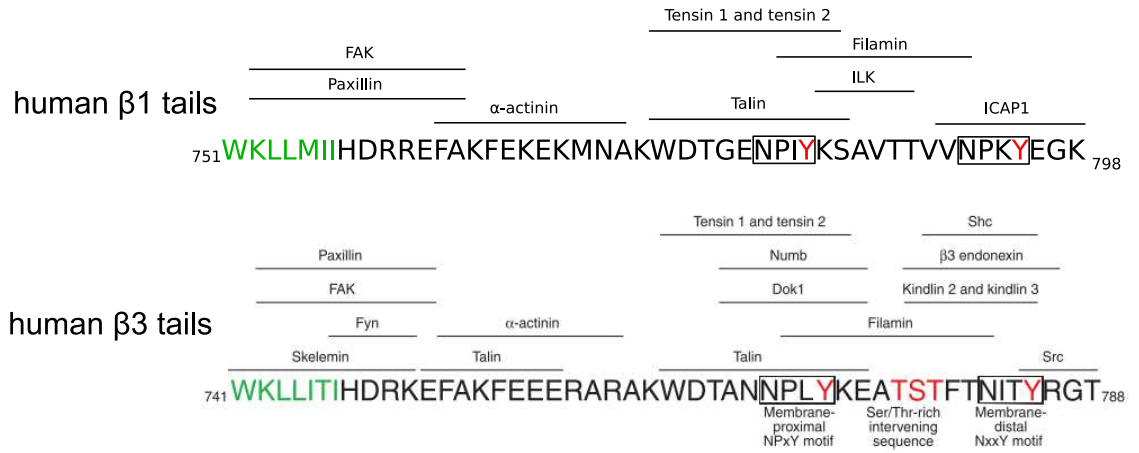 Tensin 1 and tensin 2
FAK
Filamin
Paxillin
ILK
human β1 tails
α-actinin
Talin
ICAP1
751WKLLMIIHDRREFAKFEKEKMNAKWDTGENPIYKSAVTTVVNPKYEGK 798
Tensin 1 and tensin 2
Shc
Paxillin
Numb
β3 endonexin
FAK
Dok1
Kindlin 2 and kindlin 3
human β3 tails
Fyn
α-actinin
Filamin
Skelemin
Talin
Talin
Src
741WKLLITIHDRKEFAKFEEERARAKWDTANNPLYKEATSTFTNITYRGT788
Membrane-
proximal
NPxY motif
Ser/Thr-rich
intervening
sequence
Membrane-
distal
NxxY motif